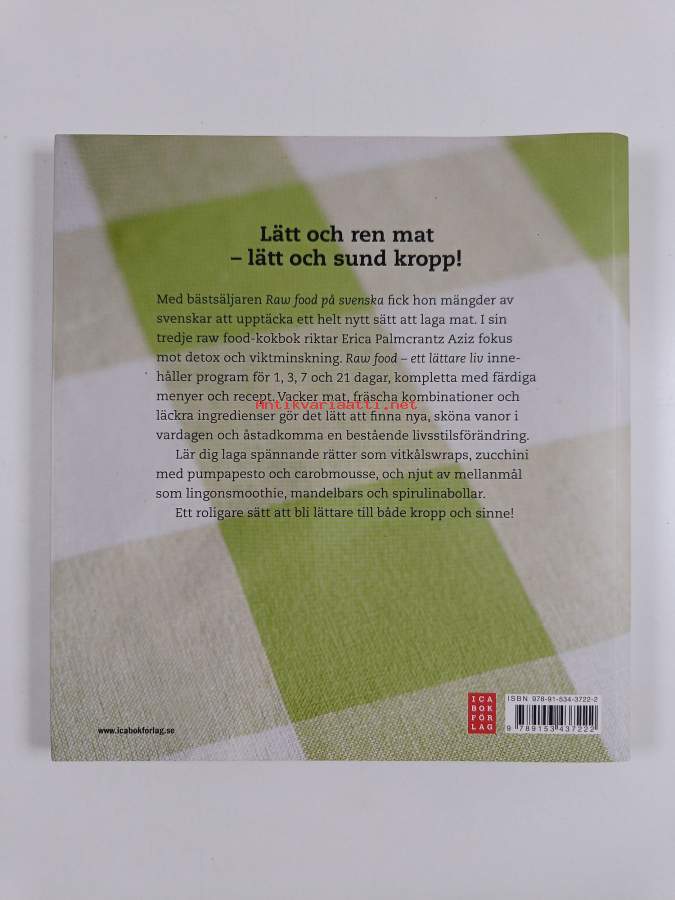 Lätt och ren mat
– lätt och sund kropp!
Med bästsäljaren Raw food på svenska fick hon mängder av
svenskar att upptäcka ett helt nytt sätt att laga mat. I sin
tredje raw food-kokbok riktar Erica Palmcrantz Aziz fokus
mot detox och viktminskning. Raw food – ett lättare liv inne-
håller program för 1, 3, 7 och 21 dagar, kompletta med färdiga
menyer och recept. Vacker mat, fräscha kombinationer och
Antikvariaatti.net
läckra ingredienser gör det lätt att finna nya, sköna vanor i
vardagen och åstadkomma en bestående livsstilsförändring.
Lär dig laga spännande rätter som vitkålswraps, zucchini
med pumpapesto och carobmousse, och njut av mellanmål
som lingonsmoothie, mandelbars och spirulinabollar.
Ett roligare sätt att bli lättare till både kropp och sinne!
www.icabokforlag.se
ICA
BOK
FÖR
LAG
ISBN 978-91-534-3722-2
9 789153 437222